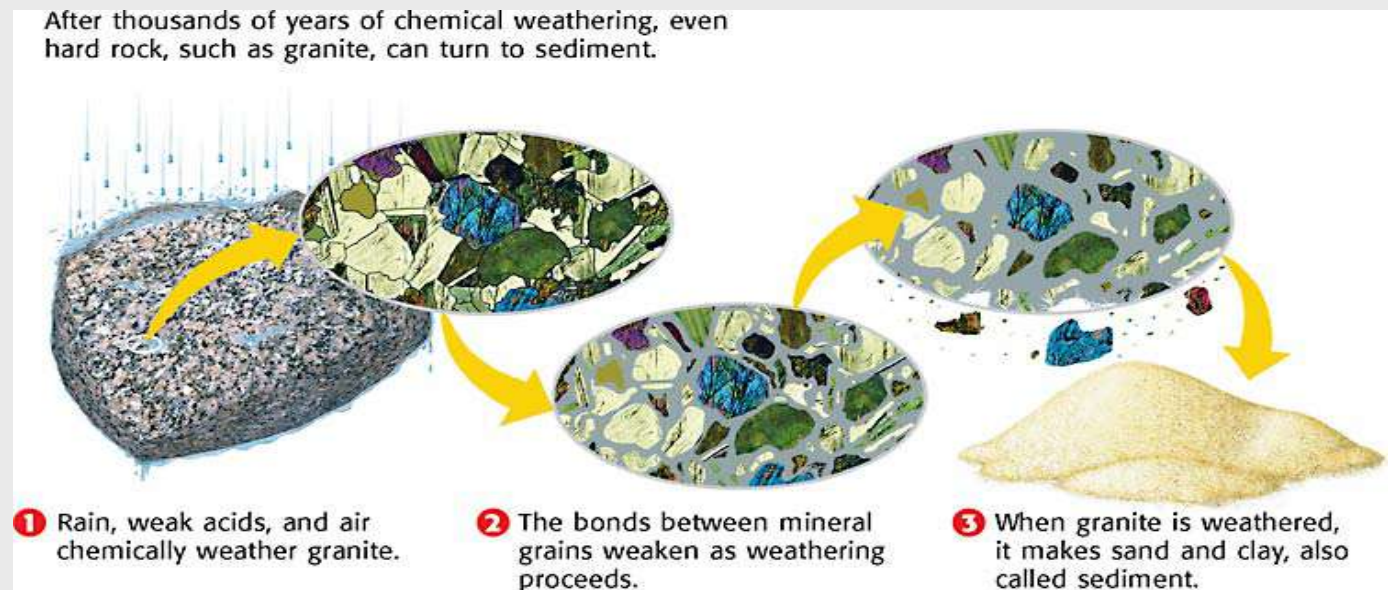 After thousands of years of chemical weathering, even
hard rock, such as granite, can turn to sediment.
1 Rain, weak acids, and air
chemically weather granite.
2 The bonds between mineral
grains weaken as weathering
proceeds.
3 When granite is weathered,
it makes sand and clay, also
called sediment.